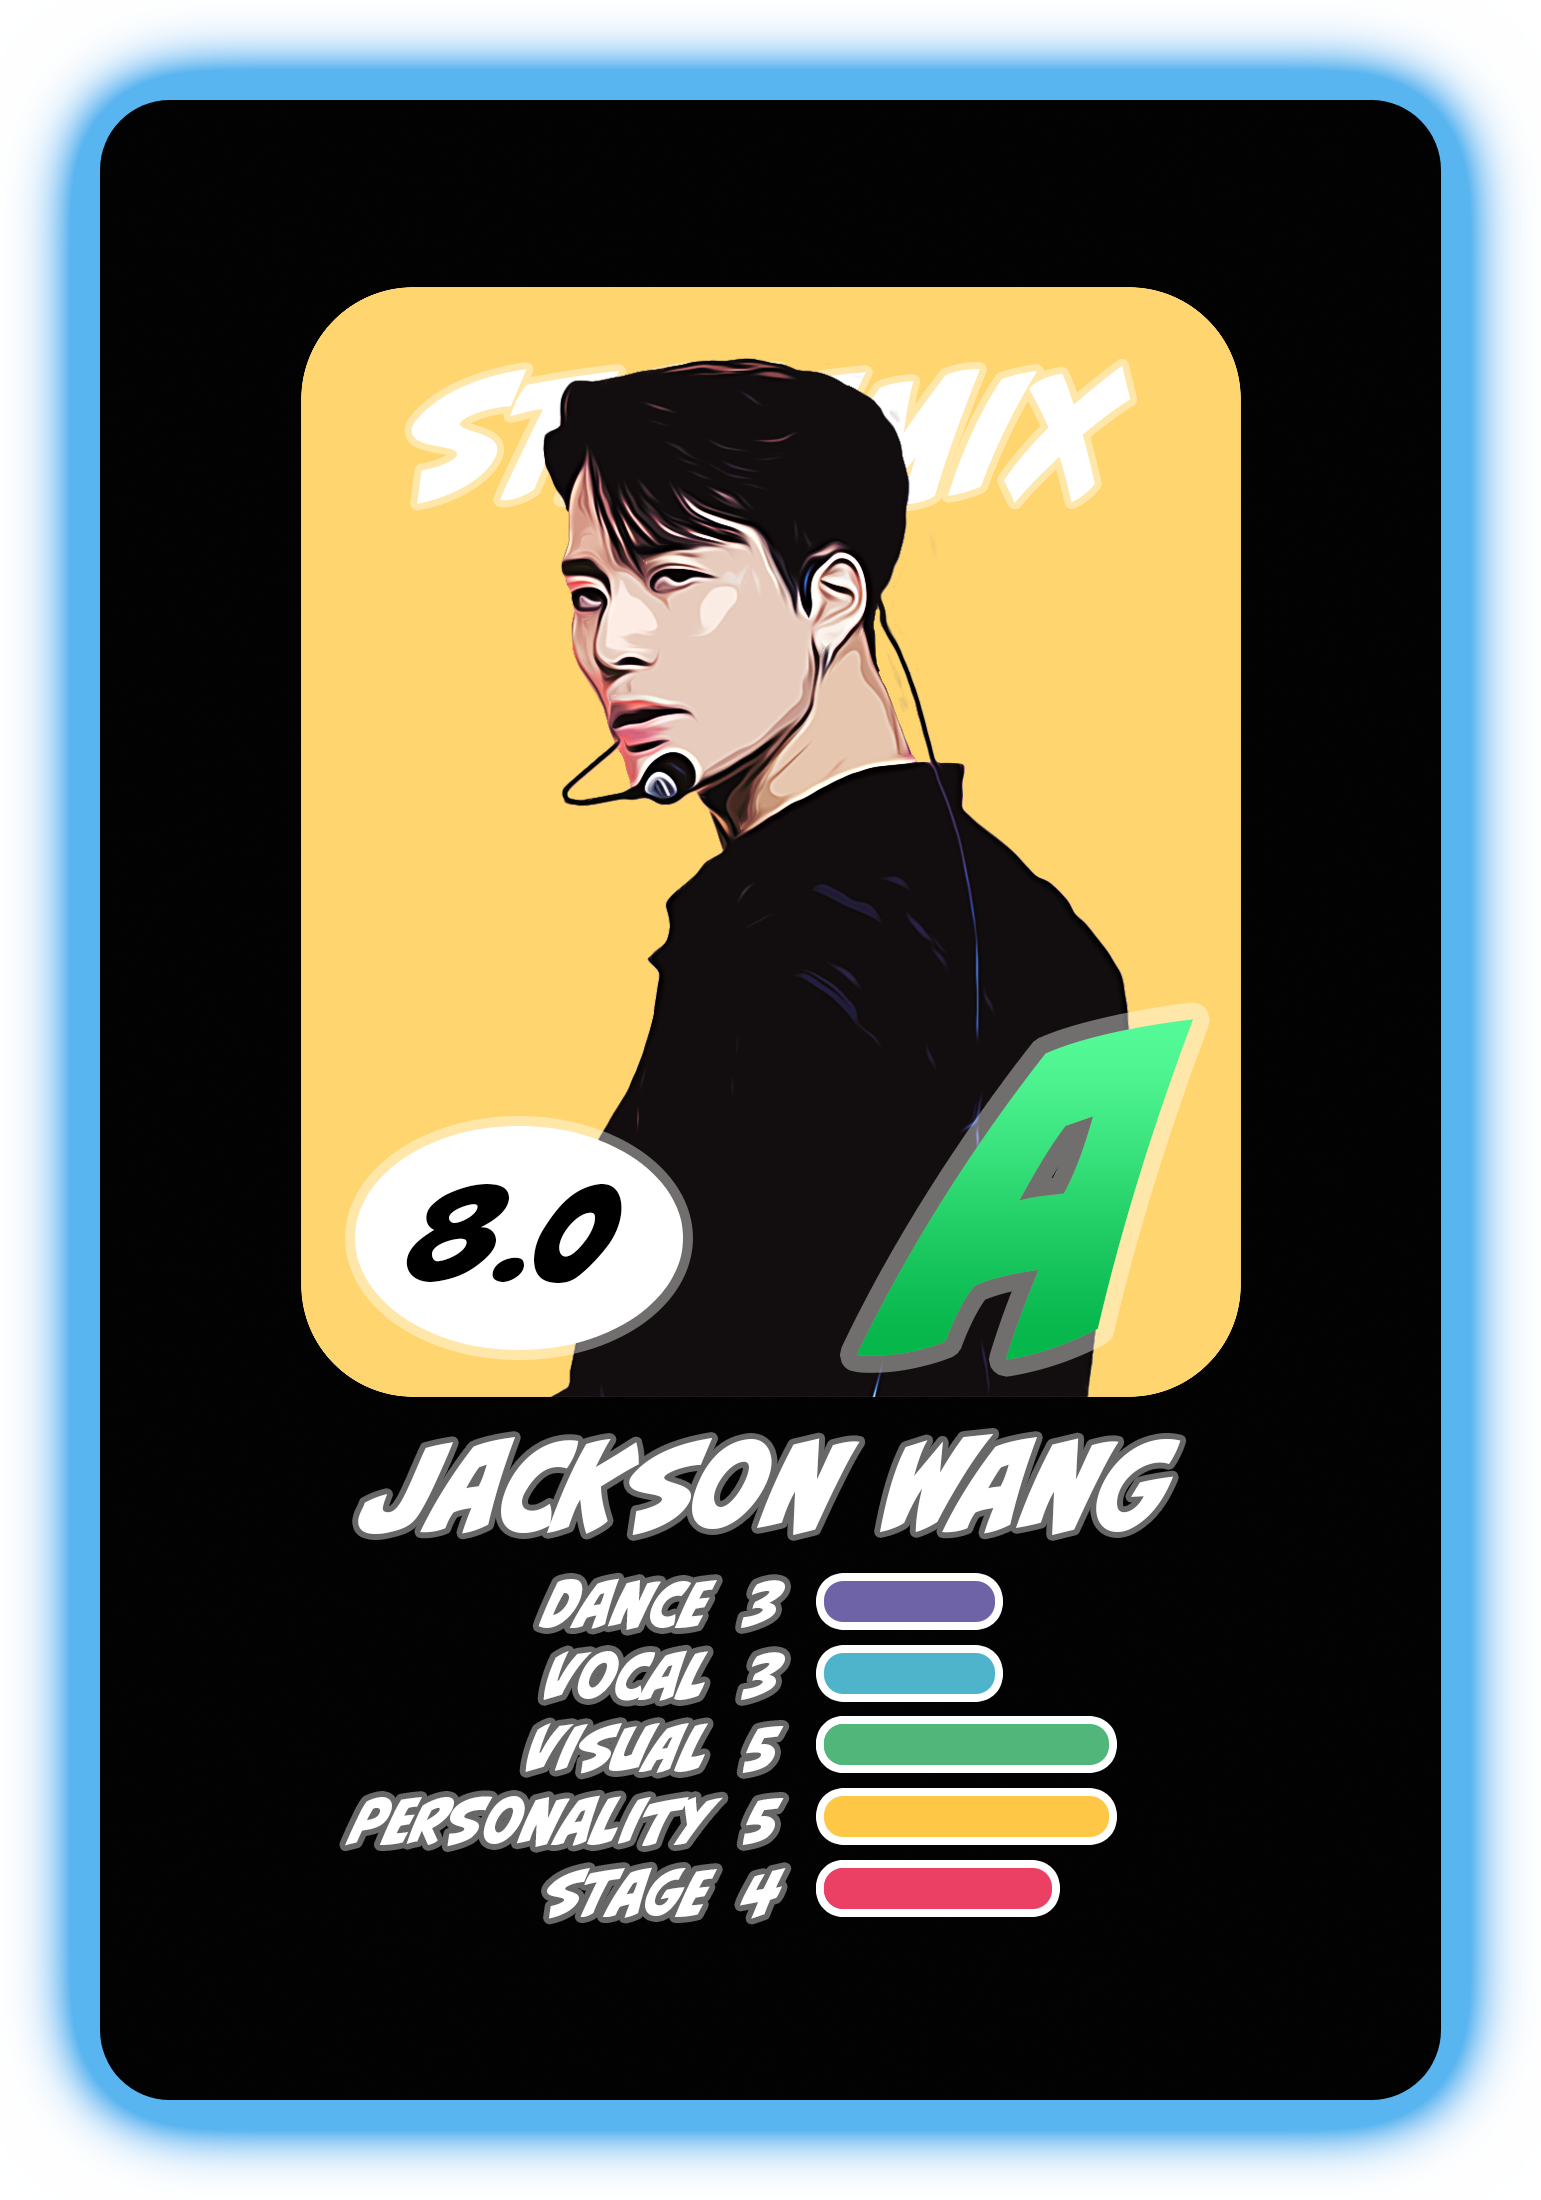 8.0
A
JACKSON WANG
DANCE 3
VOCAL 3
VISUAL 5
PERSONALITY 5
STAGE 4